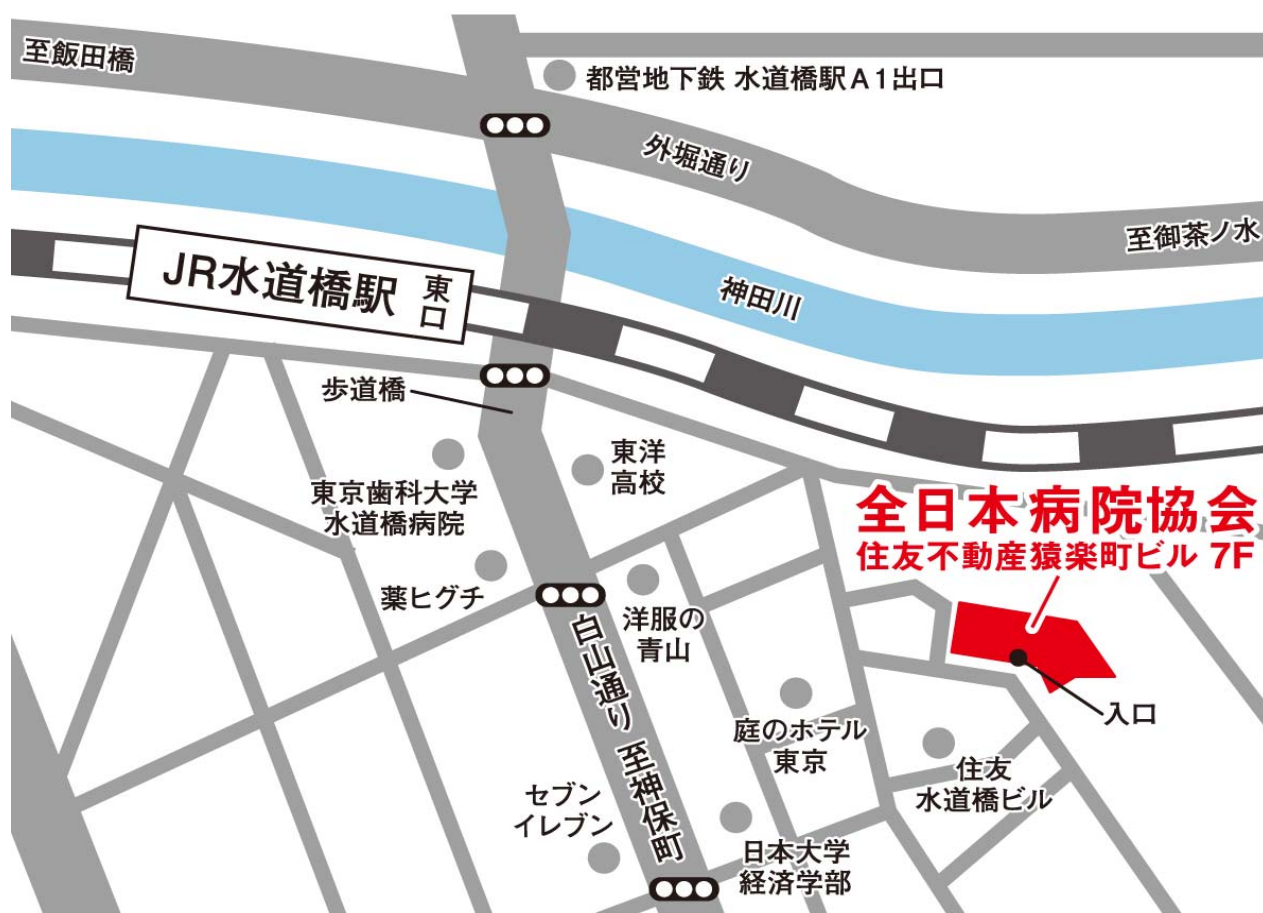 至飯田橋
都営地下鉄 水道橋駅A1出口
外堀通り
至御茶ノ水
JR水道橋駅
東口
神田川
歩道橋
東洋
高校
東京歯科大学
水道橋病院
全日本病院協会
住友不動産猿楽町ビル 7F
薬ヒグチ
洋服の
青山
白山通り 至神保町
入口
庭のホテル
東京
住友
水道橋ビル
セブン
イレブン
日本大学
経済学部